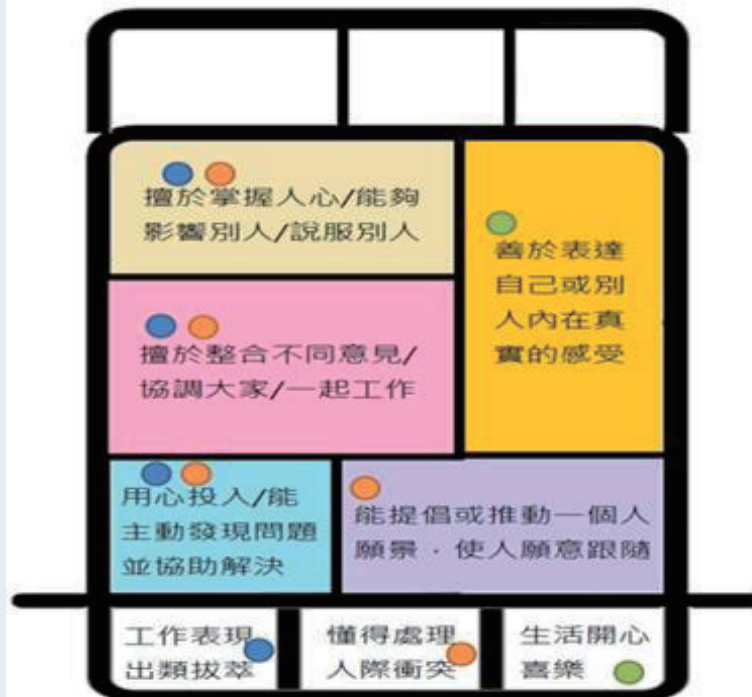 擅於掌握人心/能夠
影響別人/說服別人
善於表達
自己或別
人內在真
實的感受
擅於整合不同意見/
協調大家/一起工作
用心投入/能
主動發現問題
並協助解決
能提倡或推動一個人
願景．使人願意跟隨
工作表現
出類拔萃
懂得處理
人際衝突
生活開心
喜樂